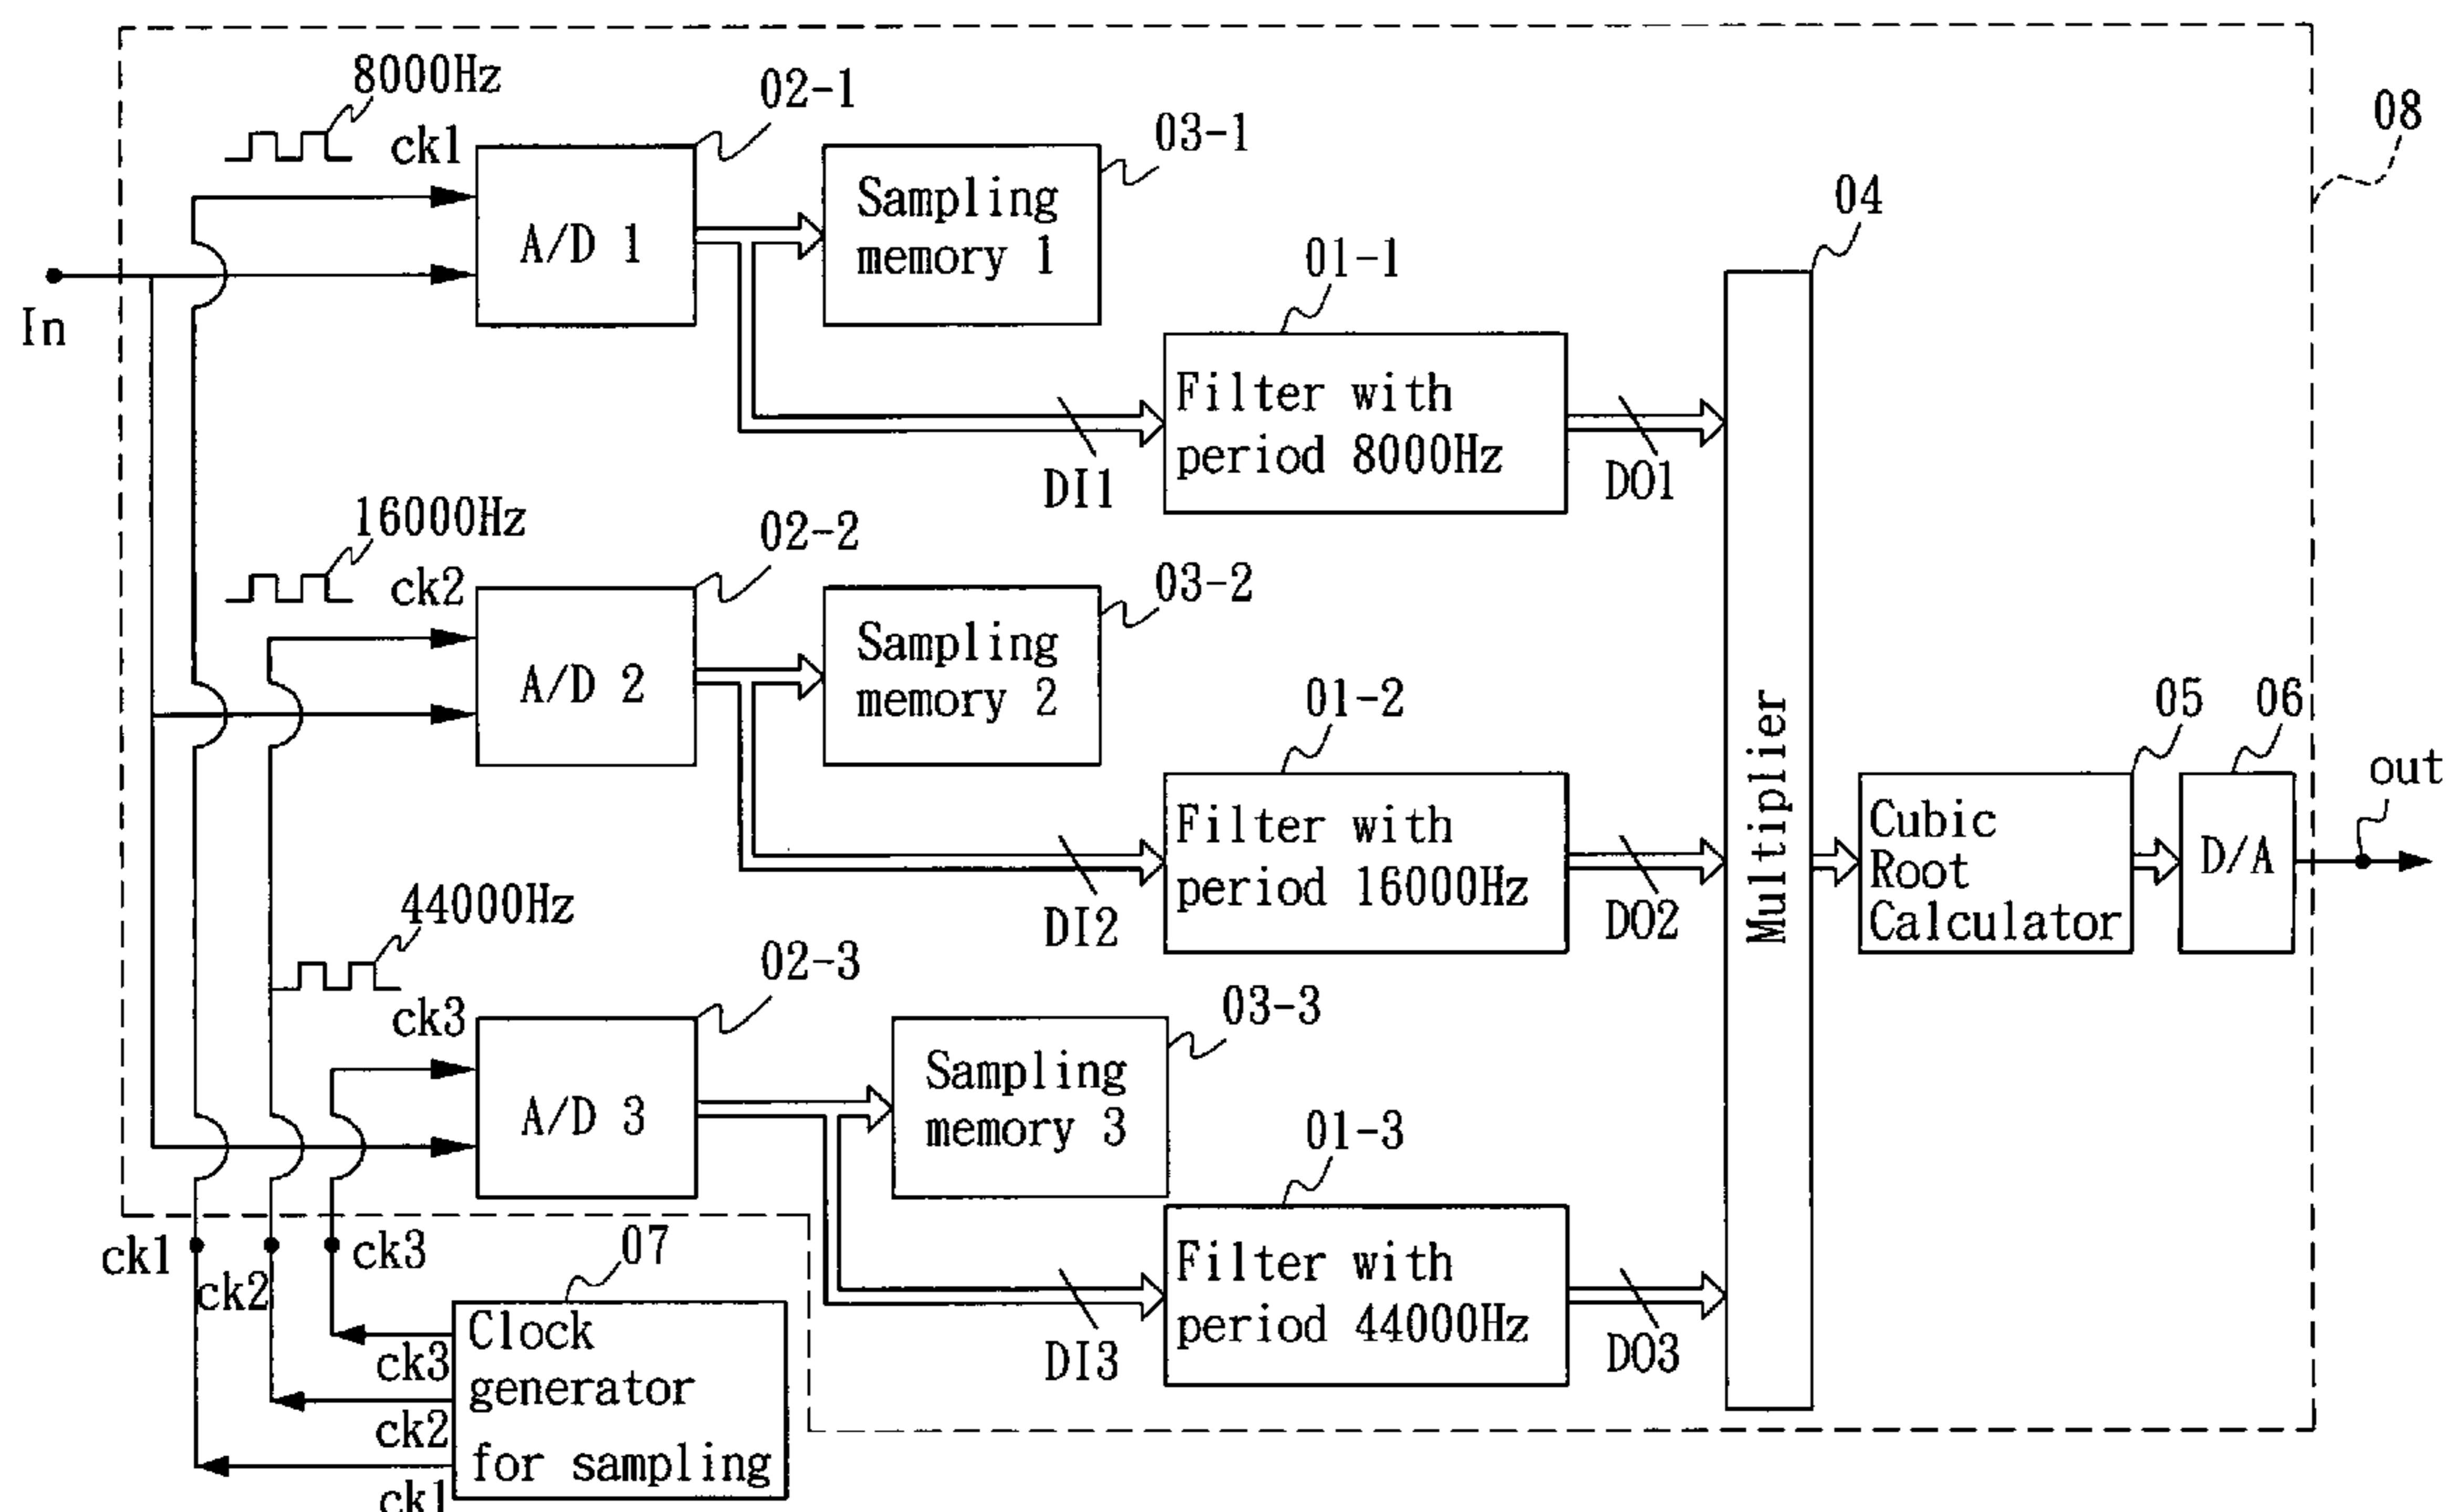 8000Hz
ck1
02-1
A/D 1
03-1
Sampling
memory 1
In
01-1
Filter with
period 8000Hz
DI1
DO1
04
Multiplier
08
16000Hz
ck2
02-2
A/D 2
03-2
Sampling
memory 2
01-2
Filter with
period 16000Hz
DI2
DO2
05
Cubic
Root
Calculator
06
D/A
out
44000Hz
ck3
02-3
A/D 3
03-3
Sampling
memory 3
01-3
Filter with
period 44000Hz
DI3
DO3
ck1
ck2
ck3
07
Clock
generator
for sampling
ck3
ck2
ck1